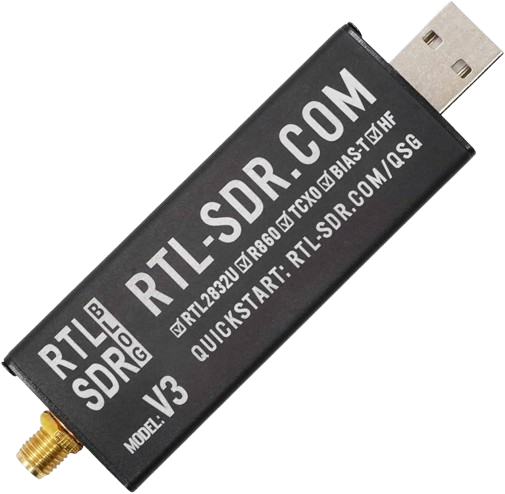 RTL
SDR
BLOG
RTL-SDR.COM
☑RTL2832U ☑R860 ☑TCXO ☑BIAS-T ☑HF
QUICKSTART: RTL-SDR.COM/QSG
MODEL: V3